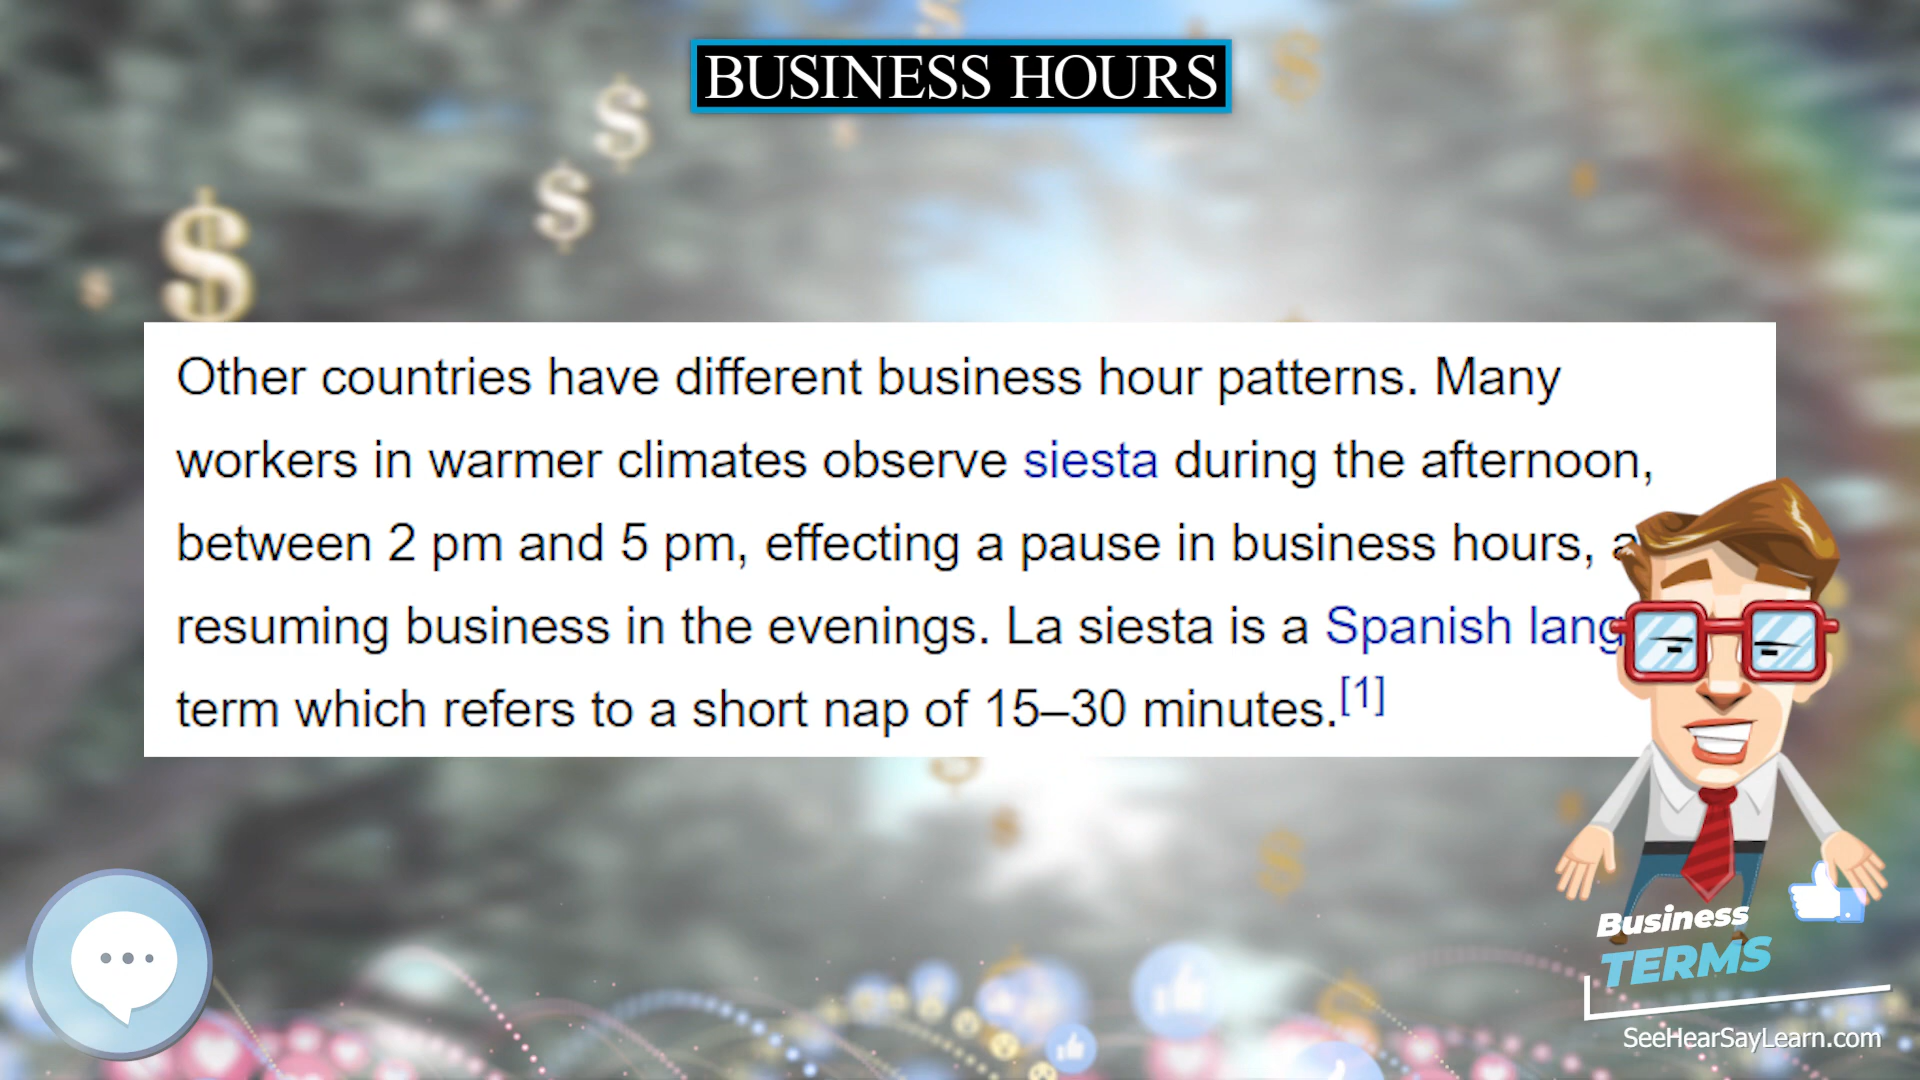 BUSINESS HOURS
Other countries have different business hour patterns. Many
workers in warmer climates observe siesta during the afternoon,
between 2 pm and 5 pm, effecting a pause in business hours,
resuming business in the evenings. La siesta is a Spanish
term which refers to a short nap of 15–30 minutes.[1]
Business
TERMS
SeeHearSayLearn.com